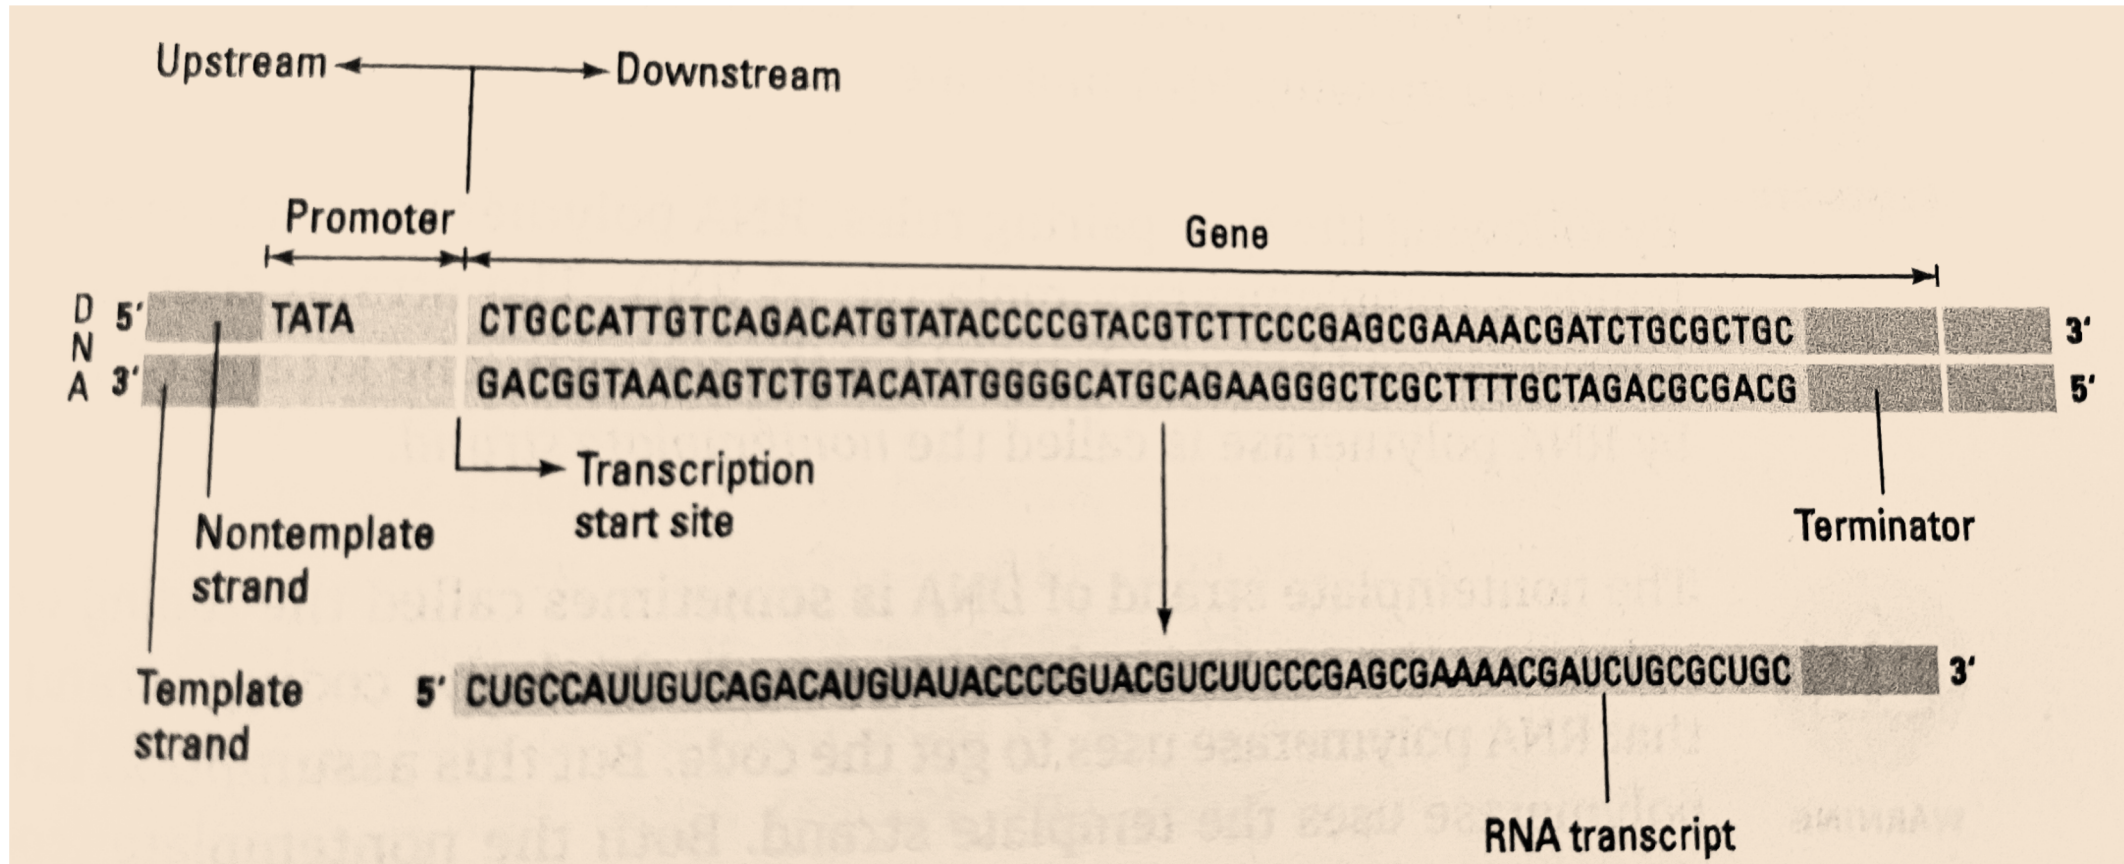 Upstream Downstream
Promoter
Gene
D
N
A
5' TATA CTGCCATTGTCAGACATGTATACCCCGTACGTCTTCCCGAGCGAAAACGATCTGCGCTGC 3'
3' GACGGTAACAGTCTGTACATATGGGGCATGCAGAAGGGCTCGCTTTTGCTAGACGCGACG 5'
Transcription
start site
Nontemplate
strand
Terminator
Template
strand
5' CUGCCAUUGUCAGACAUGUAUACCCCGUACGUCUUCCCGAGCGAAAACGAUCUGCGCUGC 3'
RNA transcript